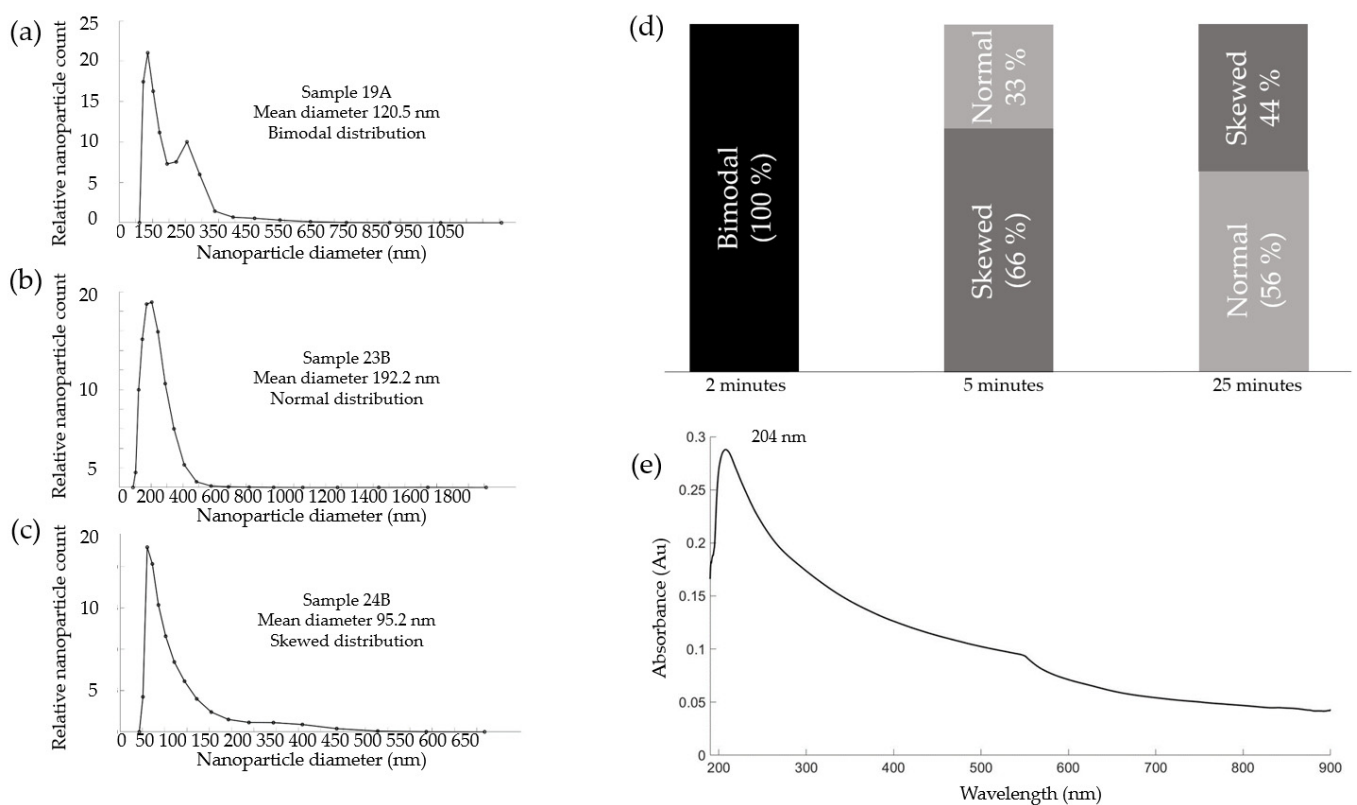 (a)
Relative nanoparticle count
25
20
15
10
5
0
Sample 19A
Mean diameter 120.5 nm
Bimodal distribution
0 150 250 350 450 550 650 750 850 950 1050
Nanoparticle diameter (nm)
(b)
Relative nanoparticle count
20
10
5
Sample 23B
Mean diameter 192.2 nm
Normal distribution
0 200 400 600 800 1000 1200 1400 1600 1800
Nanoparticle diameter (nm)
(c)
Relative nanoparticle count
20
10
5
Sample 24B
Mean diameter 95.2 nm
Skewed distribution
0 50 100 150 200 350 400 450 500 550 600 650
Nanoparticle diameter (nm)
(d)
Bimodal
(100 %)
Normal
33 %
Skewed
(66 %)
Skewed
44 %
Normal
(56 %)
2 minutes
5 minutes
25 minutes
(e)
204 nm
Absorbance (Au)
0.3
0.25
0.2
0.15
0.1
0.05
0
200 300 400 500 600 700 800 900
Wavelength (nm)